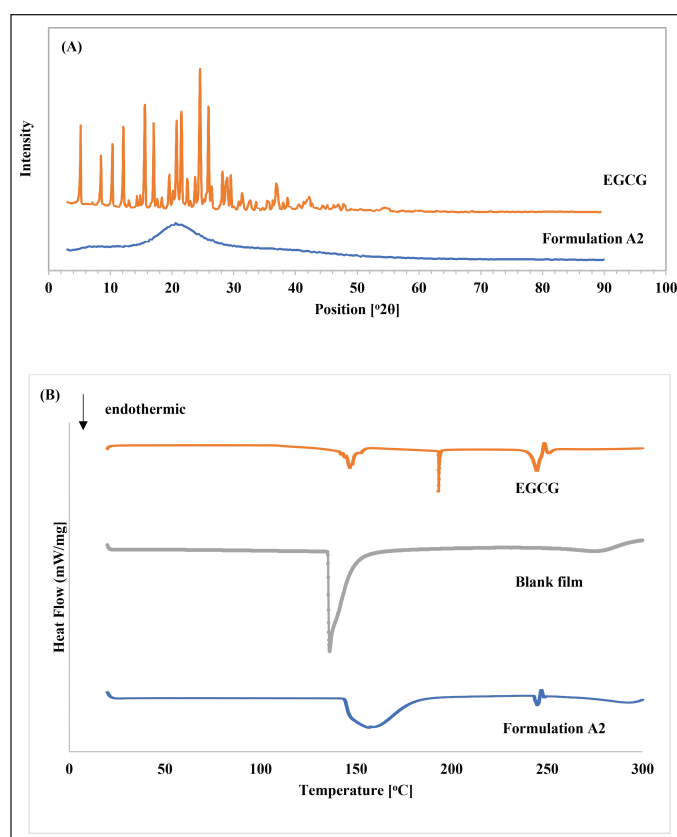 (A)
Intensity
EGCG
Formulation A2
0 10 20 30 40 50 60 70 80 90 100
Position [°2θ]
(B)
endothermic
Heat Flow (mW/mg)
EGCG
Blank film
Formulation A2
0 50 100 150 200 250 300
Temperature [°C]